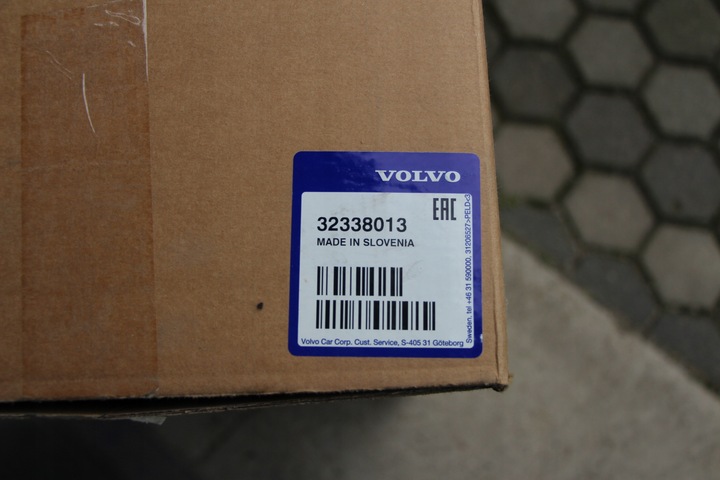 VOLVO
EAC
32338013
MADE IN SLOVENIA
Volvo Car Corp. Cust. Service, S-405 31 Göteborg
Sweden. tel +46 31 590000, 31206527>PELD<3